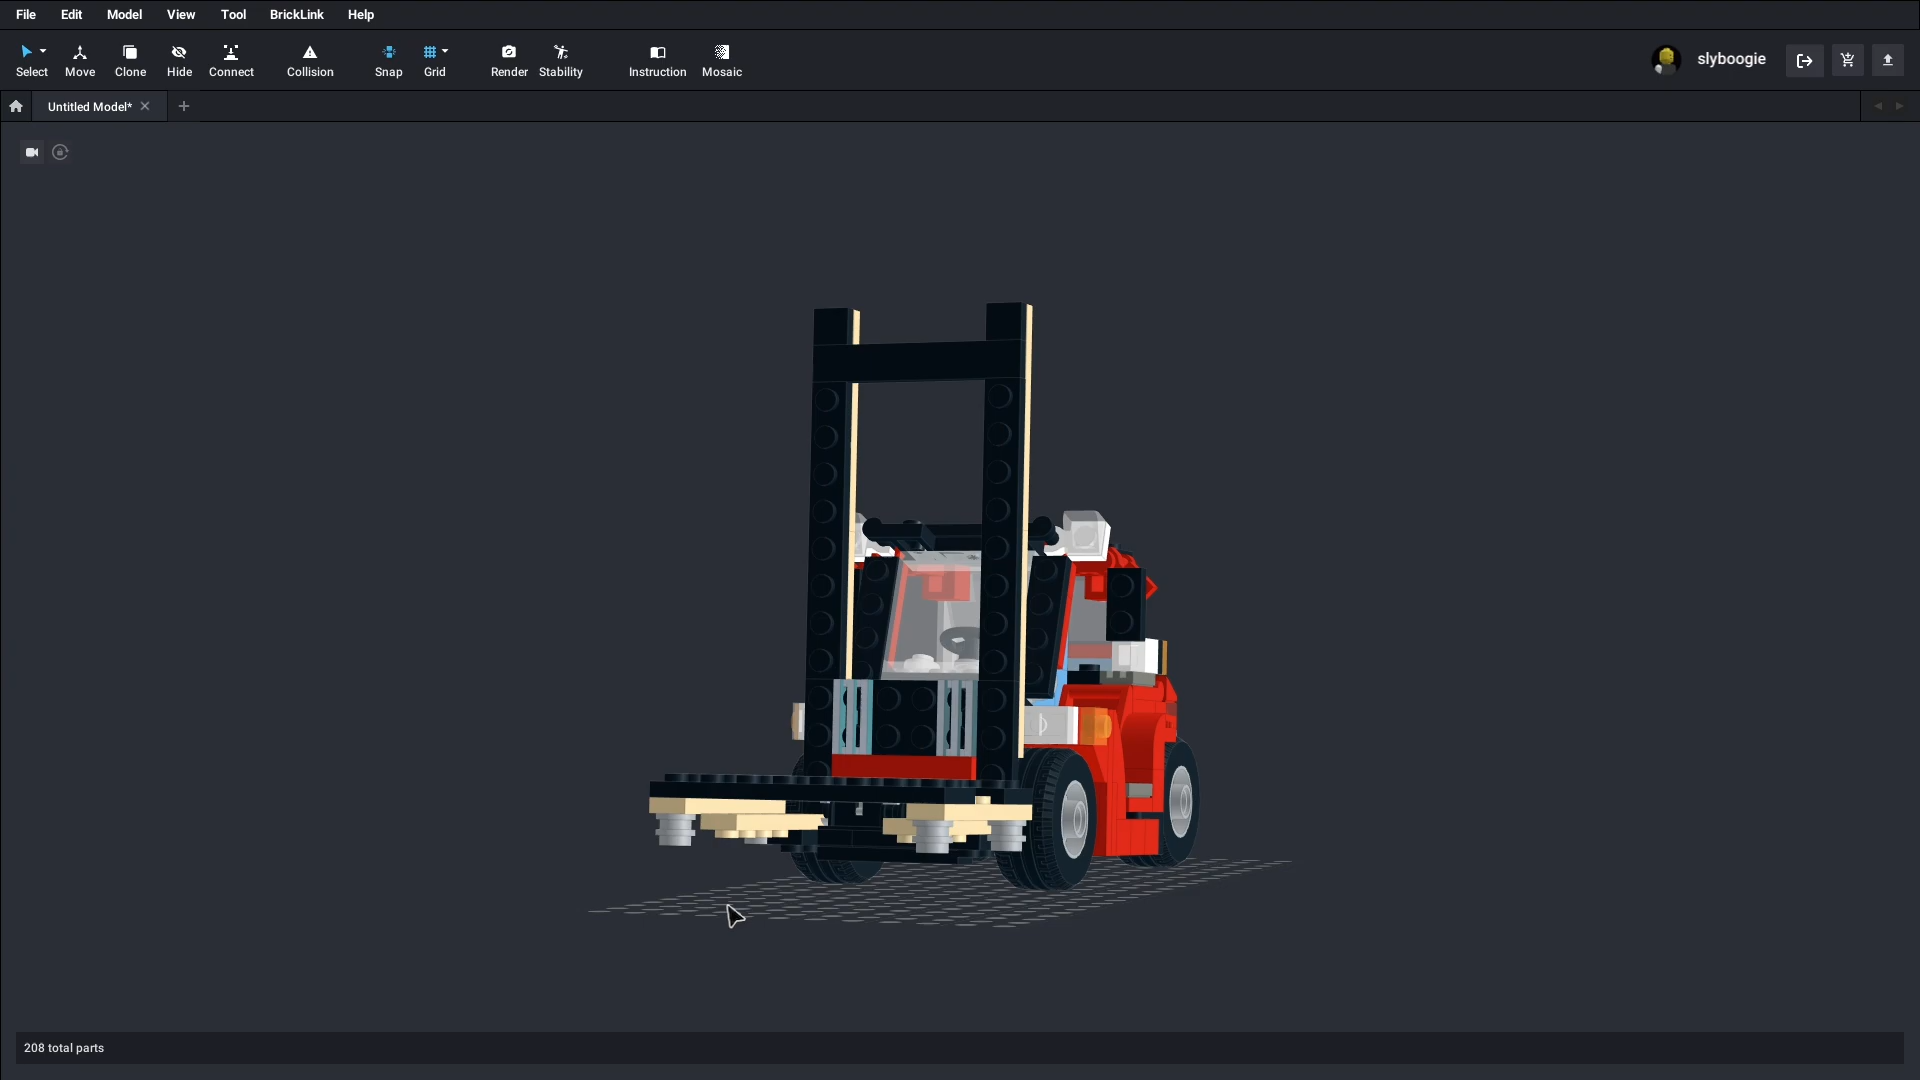 File Edit Model View Tool BrickLink Help
Select Move Clone Hide Connect Collision Snap Grid Render Stability Instruction Mosaic
slyboogie
Untitled Model*
208 total parts